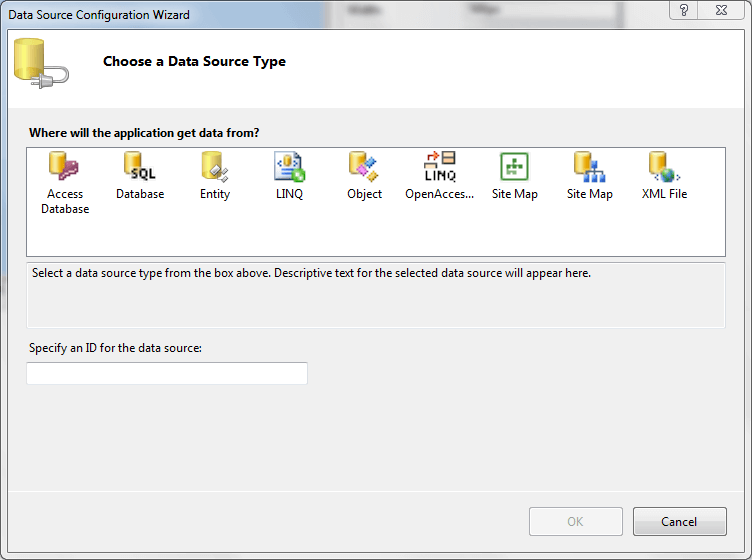 Data Source Configuration Wizard
Choose a Data Source Type
Where will the application get data from?
SQL
LINQ
Access Database
Database
Entity
LINQ
Object
OpenAcces...
Site Map
Site Map
XML File
Select a data source type from the box above. Descriptive text for the selected data source will appear here.
Specify an ID for the data source:
OK
Cancel